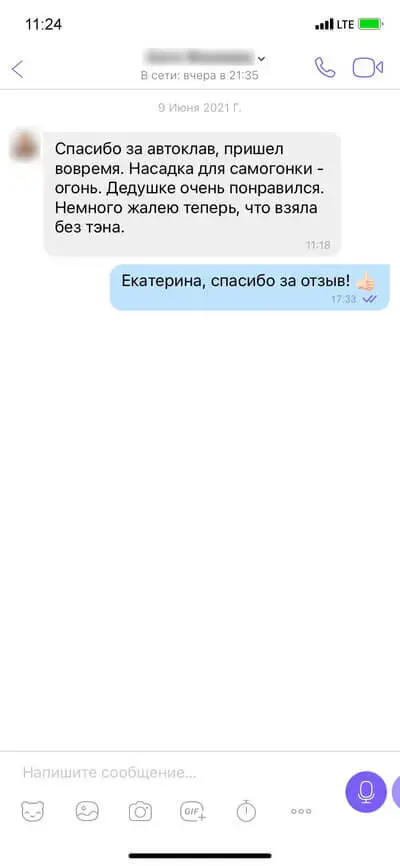 11:24
LTE
В сети: вчера в 21:35
9 Июня 2021 Г.
Спасибо за автоклав, пришел
вовремя. Насадка для самогонки -
огонь. Дедушке очень понравился.
Немного жалею теперь, что взяла
без тэна.
11:18
Екатерина, спасибо за отзыв! 👍🏻
17:33
Напишите сообщение...
GIF